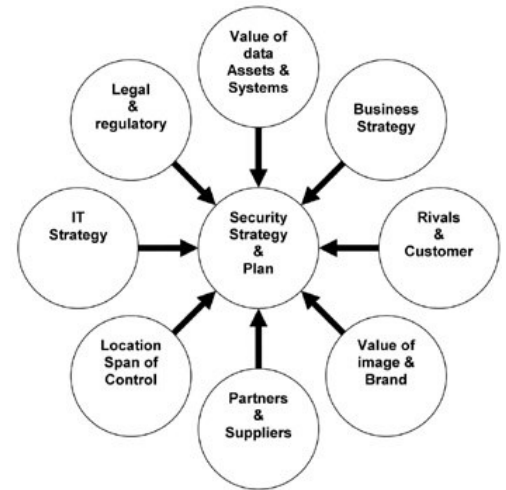 Value of
data
Assets &
Systems
Business
Strategy
Rivals
&
Customer
Value of
image &
Brand
Partners
&
Suppliers
Location
Span of
Control
IT
Strategy
Legal
&
regulatory
Security
Strategy
&
Plan